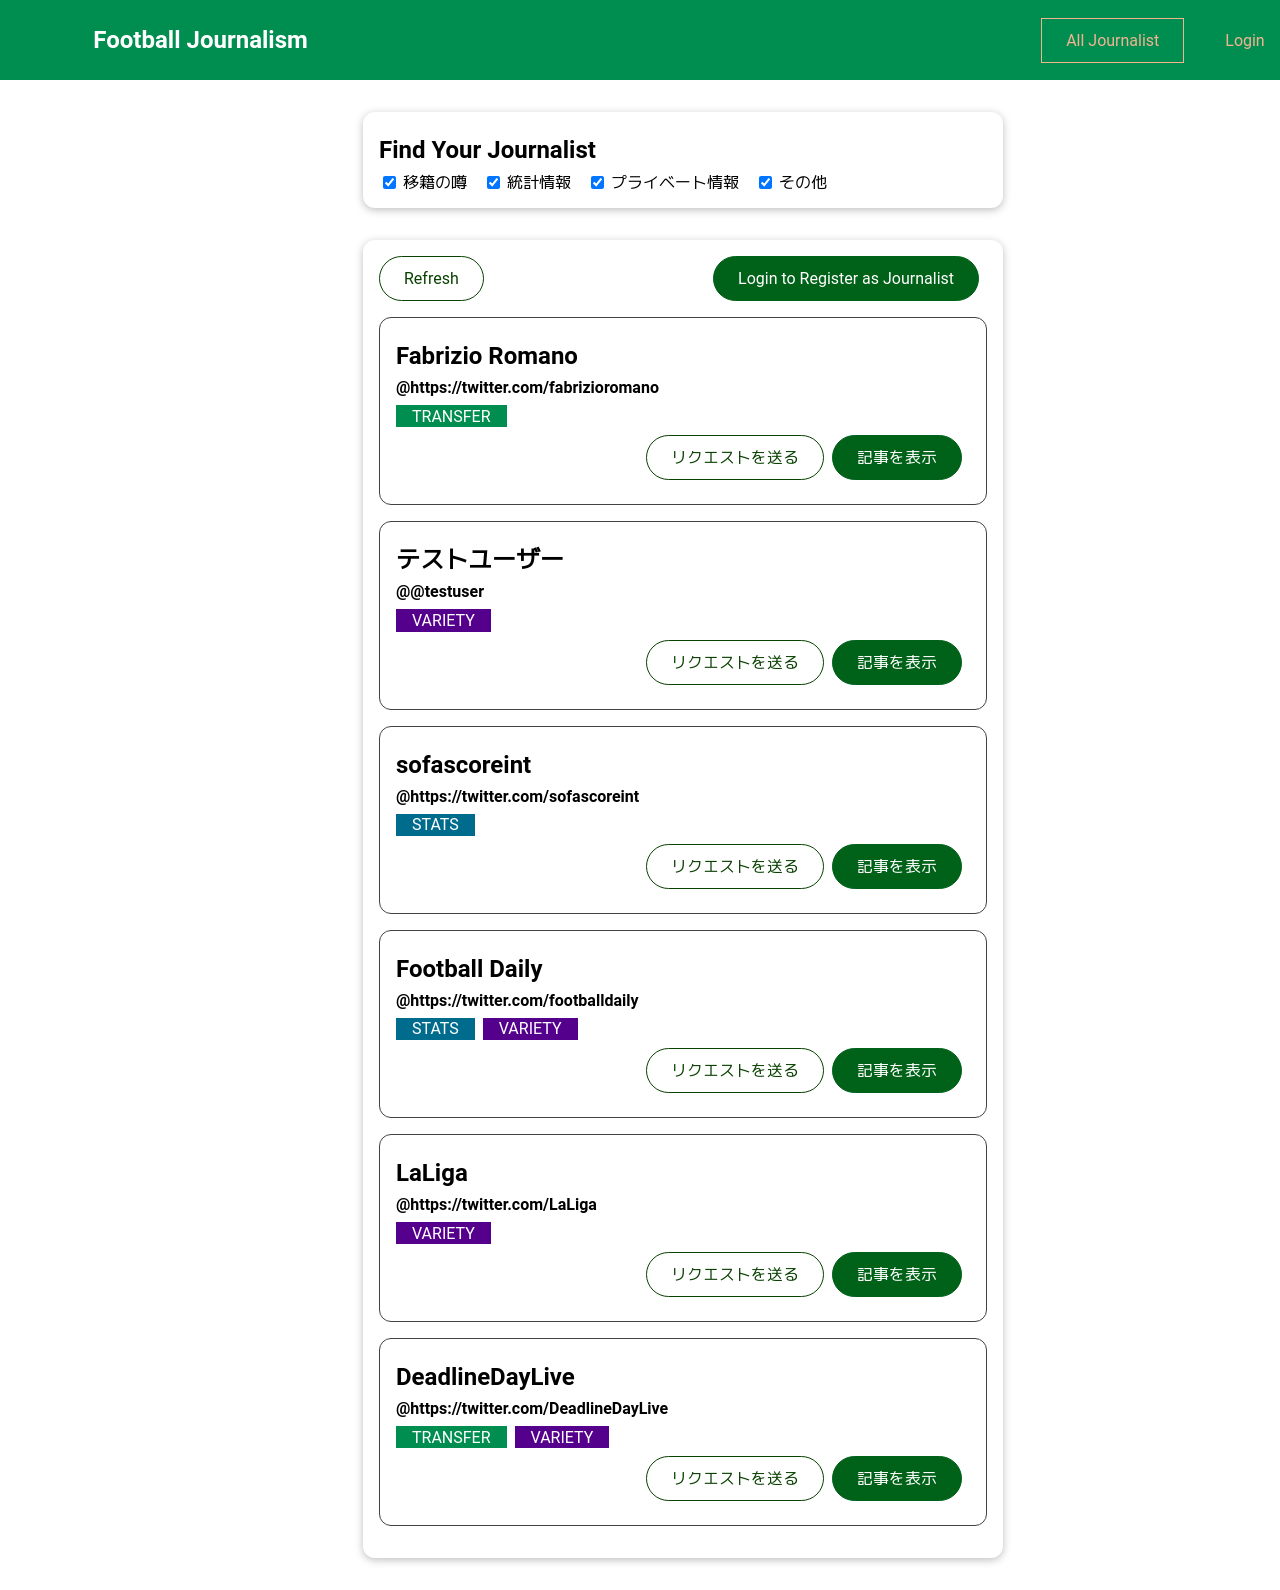 Football Journalism
All Journalist
Login
Find Your Journalist
移籍の噂 統計情報 プライベート情報 その他
Refresh
Login to Register as Journalist
Fabrizio Romano
@https://twitter.com/fabrizioromano
TRANSFER
リクエストを送る 記事を表示
テストユーザー
@@testuser
VARIETY
リクエストを送る 記事を表示
sofascoreint
@https://twitter.com/sofascoreint
STATS
リクエストを送る 記事を表示
Football Daily
@https://twitter.com/footballdaily
STATS VARIETY
リクエストを送る 記事を表示
LaLiga
@https://twitter.com/LaLiga
VARIETY
リクエストを送る 記事を表示
DeadlineDayLive
@https://twitter.com/DeadlineDayLive
TRANSFER VARIETY
リクエストを送る 記事を表示